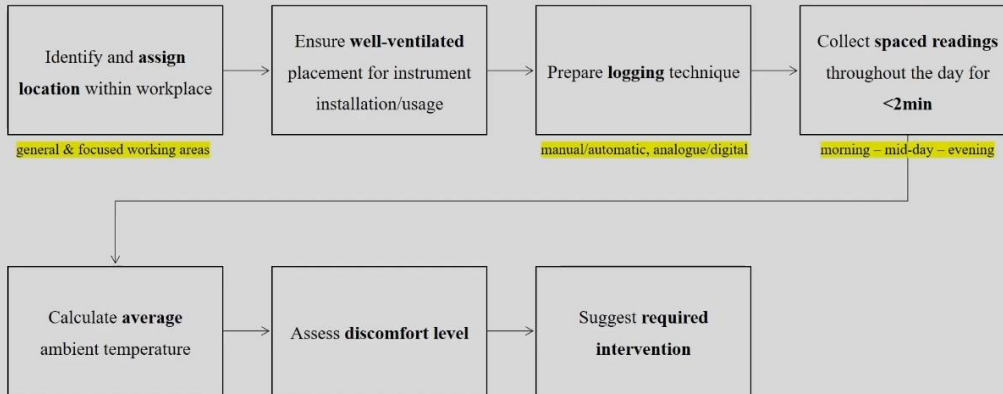 Identify and assign
location within workplace
general & focused working areas
Ensure well-ventilated
placement for instrument
installation/usage
Prepare logging technique
manual/automatic, analogue/digital
Collect spaced readings
throughout the day for
<2min
morning – mid-day – evening
Calculate average
ambient temperature
Assess discomfort level
Suggest required
intervention